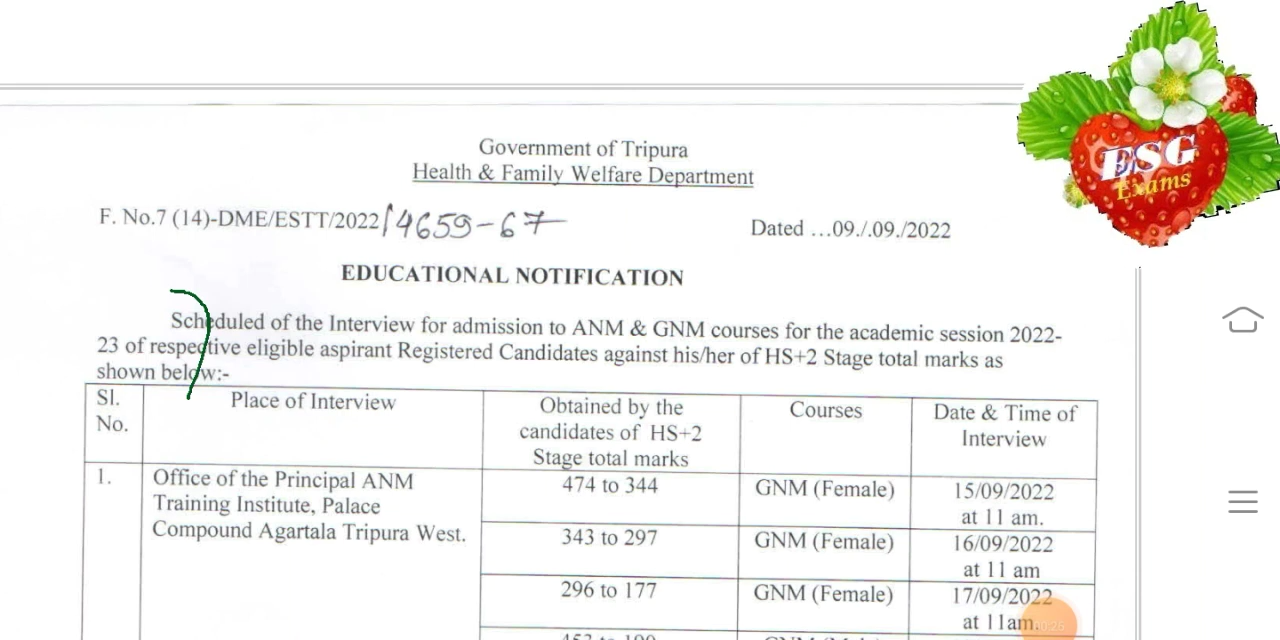 ESG
Exams
Government of Tripura
Health & Family Welfare Department
F. No.7 (14)-DME/ESTT/2022/4659-67
Dated ...09./.09./2022
EDUCATIONAL NOTIFICATION
Scheduled of the Interview for admission to ANM & GNM courses for the academic session 2022-
23 of respective eligible aspirant Registered Candidates against his/her of HS+2 Stage total marks as
shown below:-
Sl.
No.
Place of Interview
Obtained by the
candidates of HS+2
Stage total marks
Courses
Date & Time of
Interview
1.
Office of the Principal ANM
Training Institute, Palace
Compound Agartala Tripura West.
474 to 344
GNM (Female)
15/09/2022
at 11 am.
343 to 297
GNM (Female)
16/09/2022
at 11 am
296 to 177
GNM (Female)
17/09/2022
at 11am.
00:26